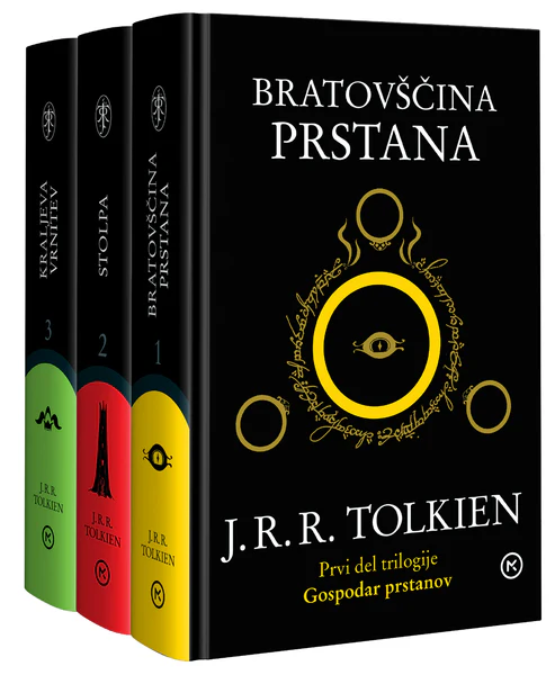 BRATOVŠČINA
PRSTANA
J. R. R. TOLKIEN
Prvi del trilogije
Gospodar prstanov
BRATOVŠČINA
PRSTANA
1
J. R. R.
TOLKIEN
STOLPA
2
J. R. R.
TOLKIEN
KRALJEVA
VRNITEV
3
J. R. R.
TOLKIEN